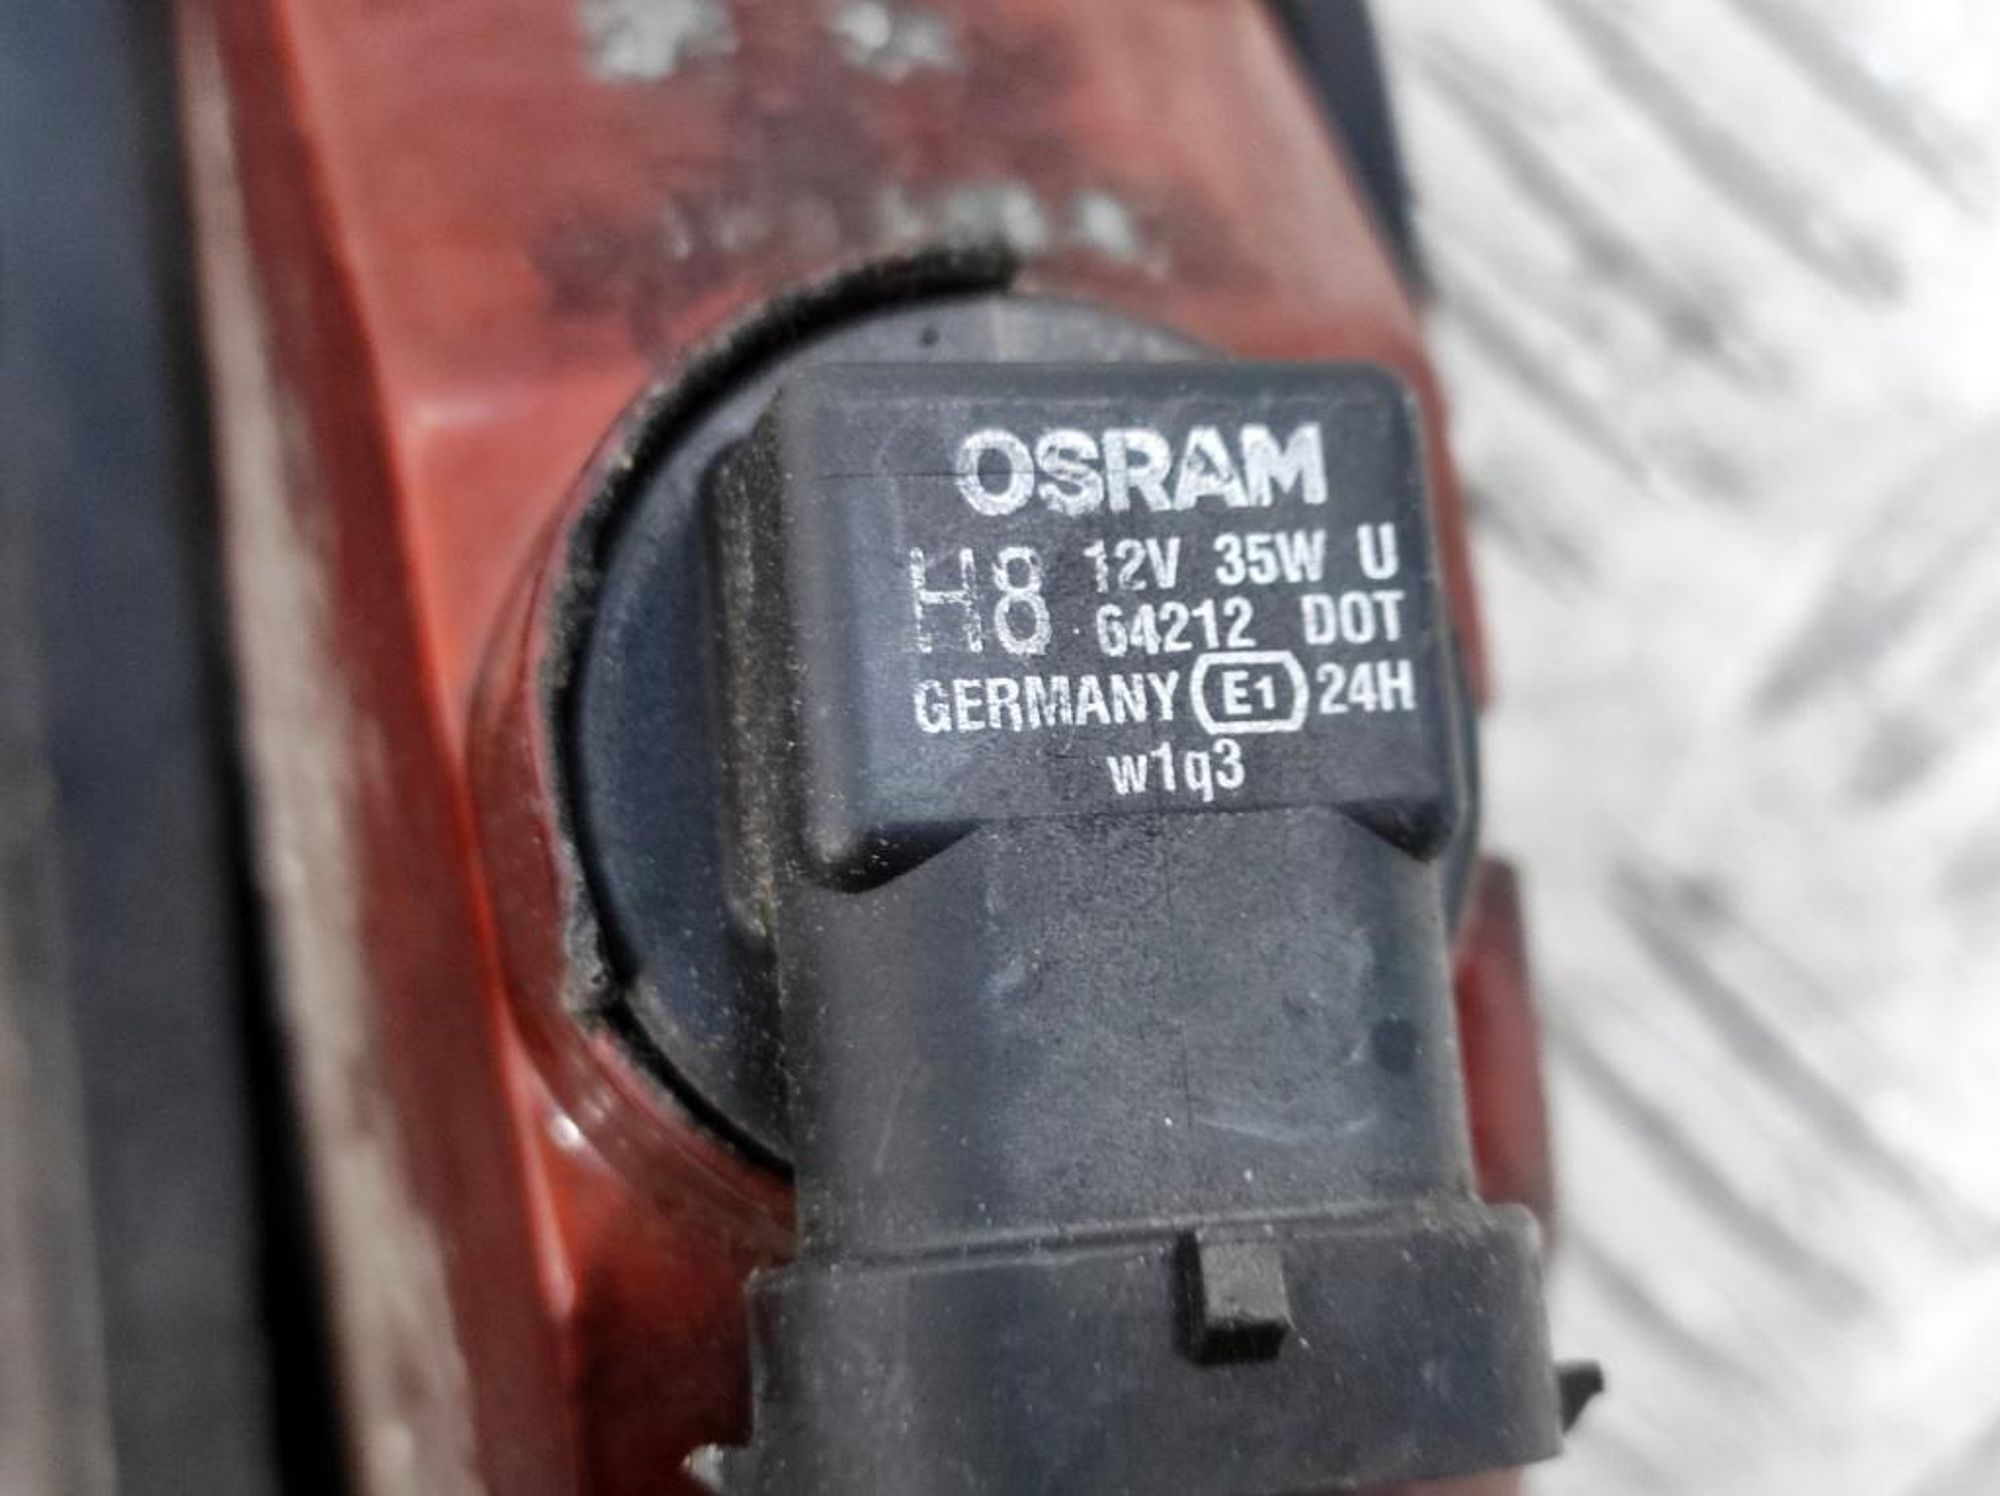 OSRAM
H8 12V 35W U
64212 DOT
GERMANY E1 24H
w1q3